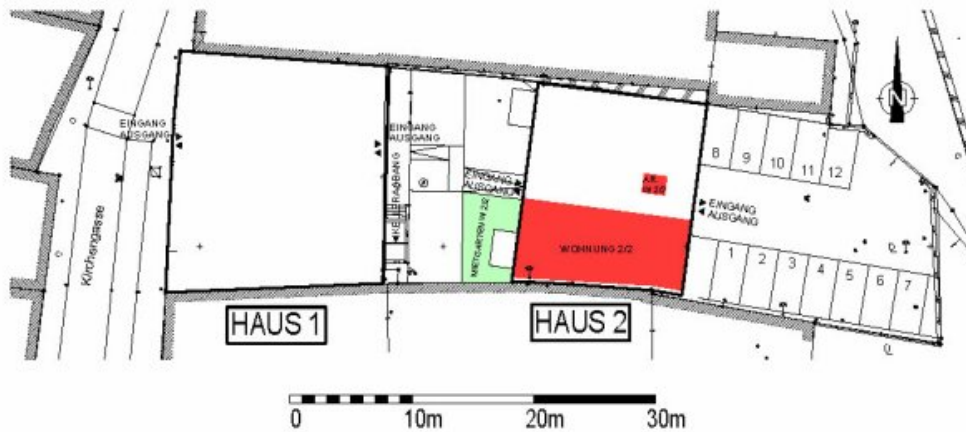 EINGANG
AUSGANG
EINGANG
AUSGANG
N
8
9
10
11
12
EINGANG
AUSGANG
EINGANG
AUSGANG
MIETGARTEN W 2/2
WOHNUNG 2/2
1
2
3
4
5
6
7
Kirchengasse
HAUS 1
HAUS 2
0
10m
20m
30m